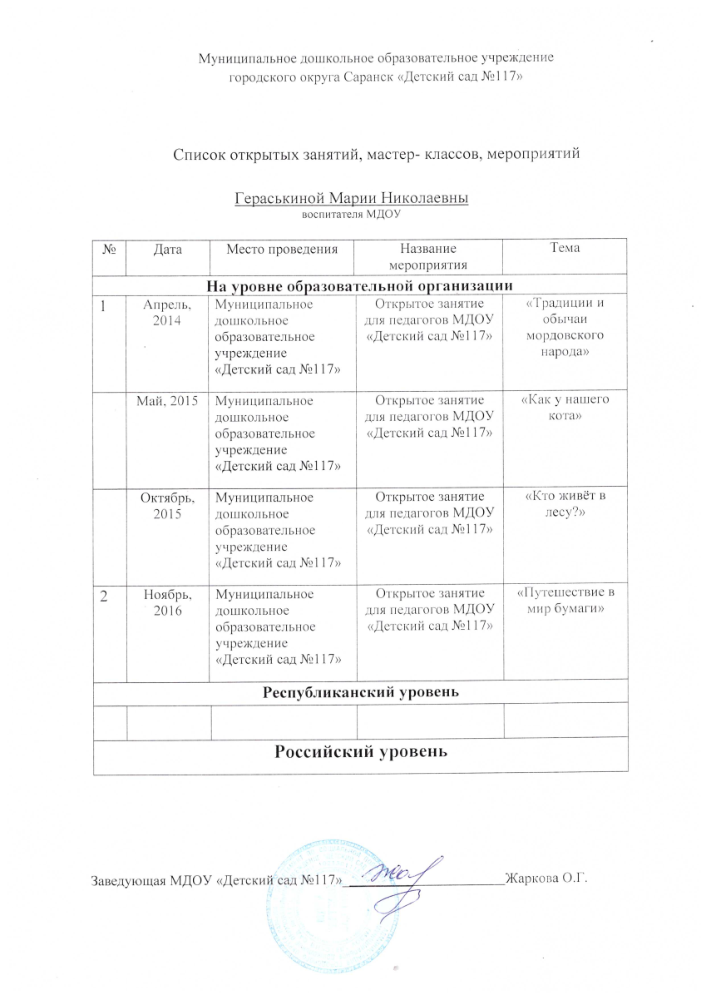 Муниципальное дошкольное образовательное учреждение
городского округа Саранск «Детский сад №117»
Список открытых занятий, мастер- классов, мероприятий
Гераськиной Марии Николаевны
воспитателя МДОУ
№ Дата Место проведения Название Тема
мероприятия
На уровне образовательной организации
1 Апрель, Муниципальное Открытое занятие «Традиции и
2014 дошкольное для педагогов МДОУ обычаи
образовательное «Детский сад №117» мордовского
учреждение народа»
«Детский сад №117»
Май, 2015 Муниципальное Открытое занятие «Как у нашего
дошкольное для педагогов МДОУ кота»
образовательное «Детский сад №117»
учреждение
«Детский сад №117»
Октябрь, Муниципальное Открытое занятие «Кто живёт в
2015 дошкольное для педагогов МДОУ лесу?»
образовательное «Детский сад №117»
учреждение
«Детский сад №117»
2 Ноябрь, Муниципальное Открытое занятие «Путешествие в
2016 дошкольное для педагогов МДОУ мир бумаги»
образовательное «Детский сад №117»
учреждение
«Детский сад №117»
Республиканский уровень
Российский уровень
Заведующая МДОУ «Детский сад №117»______________________Жаркова О.Г.